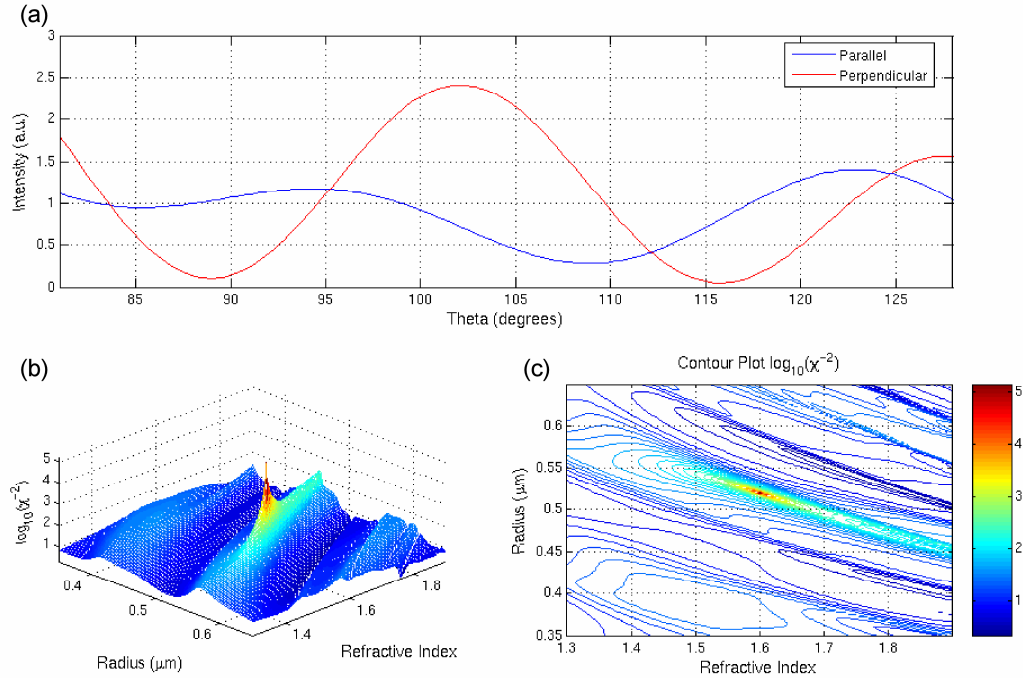 (a)
3
2.5
2
1.5
1
0.5
0
Intensity (a.u.)
Parallel
Perpendicular
85 90 95 100 105 110 115 120 125
Theta (degrees)
(b)
5
4
3
2
1
log₁₀(χ⁻²)
0.4
0.5
0.6
Radius (μm)
1.4
1.6
1.8
Refractive Index
(c)
Contour Plot log₁₀(χ⁻²)
0.6
0.55
0.5
0.45
0.4
0.35
Radius (μm)
1.3 1.4 1.5 1.6 1.7 1.8
Refractive Index
5
4
3
2
1